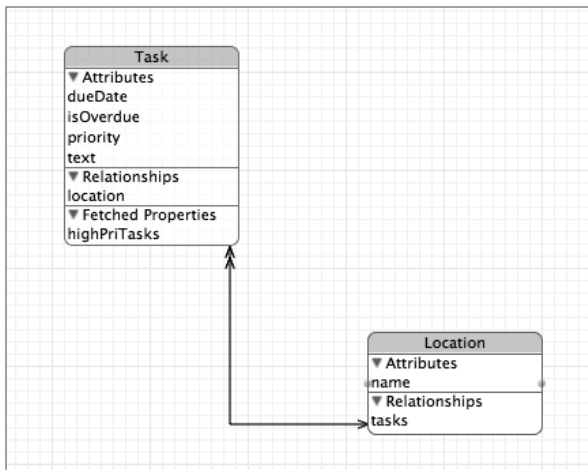 Task
▼ Attributes
dueDate
isOverdue
priority
text
▼ Relationships
location
▼ Fetched Properties
highPriTasks
Location
▼ Attributes
name
▼ Relationships
tasks